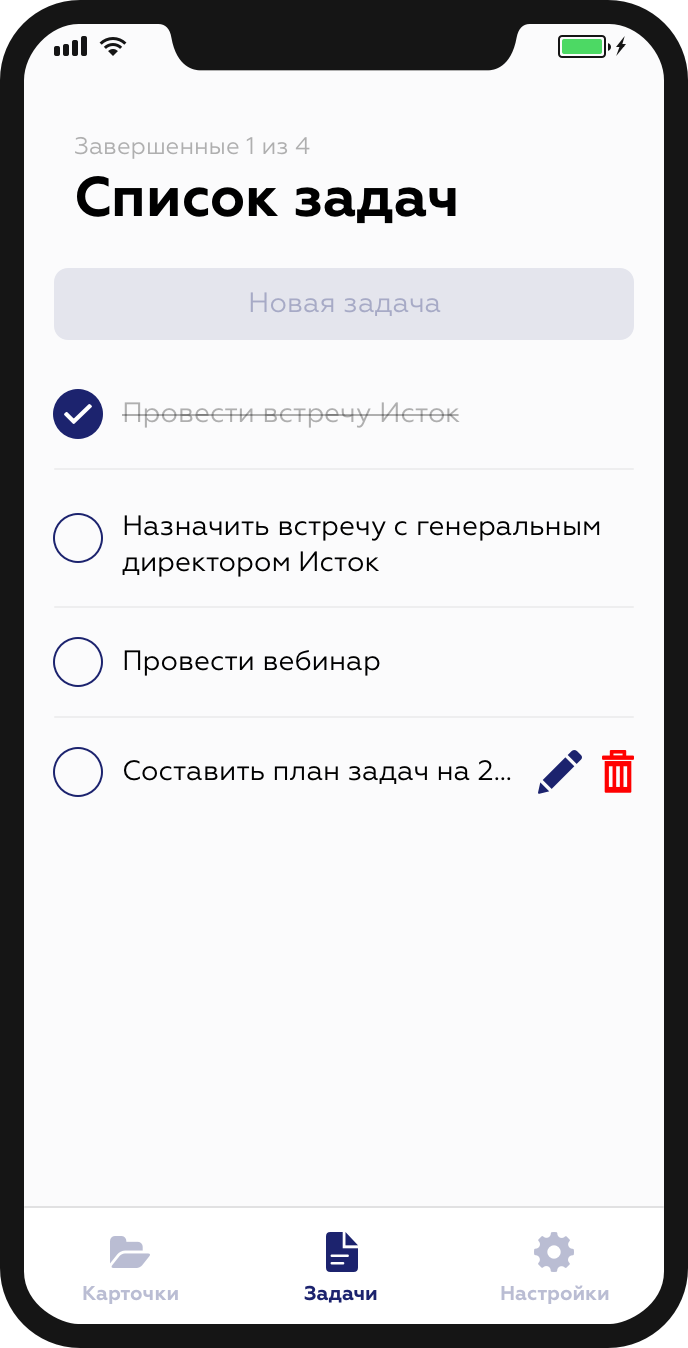 Завершенные 1 из 4
Список задач
Новая задача
Провести встречу Исток
Назначить встречу с генеральным
директором Исток
Провести вебинар
Составить план задач на 2...
Карточки
Задачи
Настройки